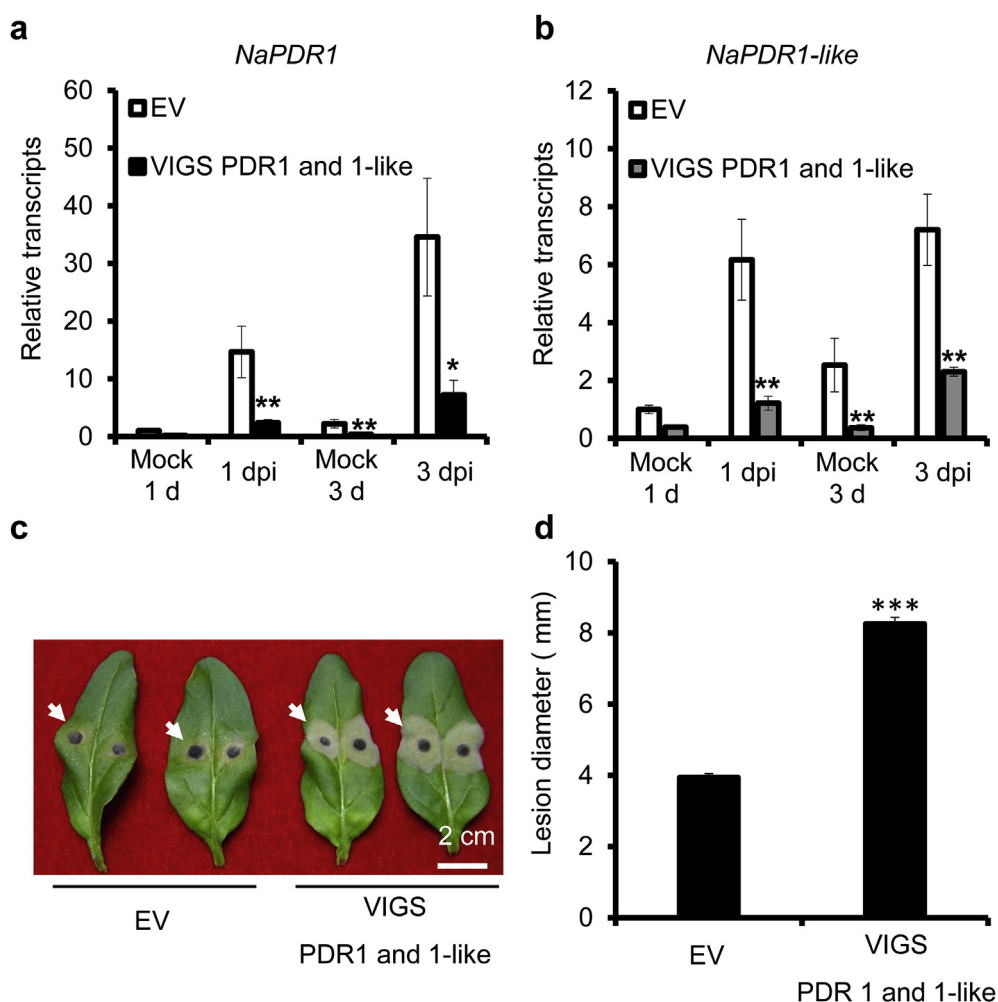 a
NaPDR1
Relative transcripts
60
50
40
30
20
10
0
EV
VIGS PDR1 and 1-like
**
**
*
Mock
1 d
1 dpi
Mock
3 d
3 dpi
b
NaPDR1-like
Relative transcripts
12
10
8
6
4
2
0
EV
VIGS PDR1 and 1-like
**
**
**
Mock
1 d
1 dpi
Mock
3 d
3 dpi
c
2 cm
EV
VIGS
PDR1 and 1-like
d
Lesion diameter ( mm)
10
8
6
4
2
0
***
EV
VIGS
PDR 1 and 1-like